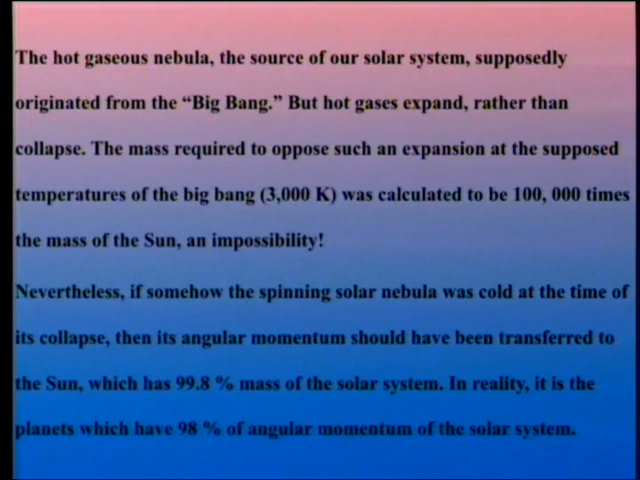 The hot gaseous nebula, the source of our solar system, supposedly
originated from the “Big Bang.” But hot gases expand, rather than
collapse. The mass required to oppose such an expansion at the supposed
temperatures of the big bang (3,000 K) was calculated to be 100, 000 times
the mass of the Sun, an impossibility!
Nevertheless, if somehow the spinning solar nebula was cold at the time of
its collapse, then its angular momentum should have been transferred to
the Sun, which has 99.8 % mass of the solar system. In reality, it is the
planets which have 98 % of angular momentum of the solar system.